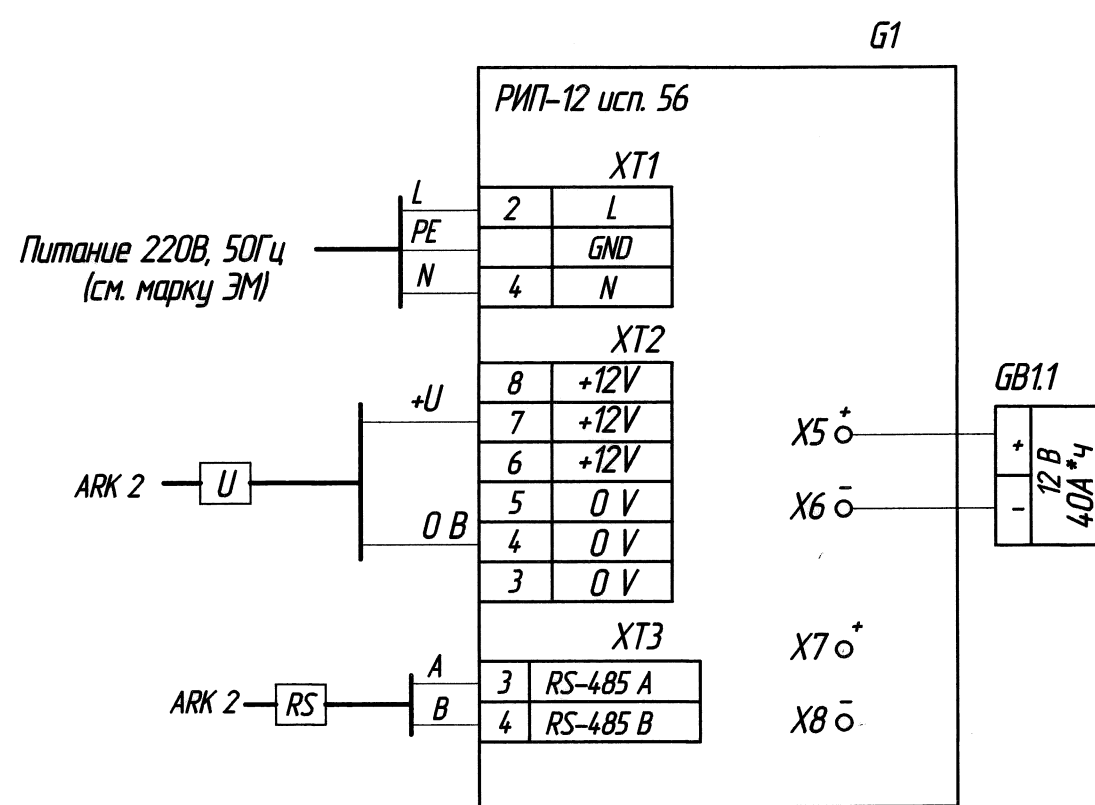 G1
РИП-12 исп. 56
XT1
L
2 L
PE
GND
N
4 N
Питание 220В, 50Гц
(см. марку ЭМ)
XT2
8 +12V
+U
7 +12V
6 +12V
5 0 V
0 В
4 0 V
3 0 V
ARK 2 U
X5 +
X6 -
GB1.1
+
-
12 В
40А*ч
XT3
A
3 RS-485 A
B
4 RS-485 B
ARK 2 RS
X7 +
X8 -